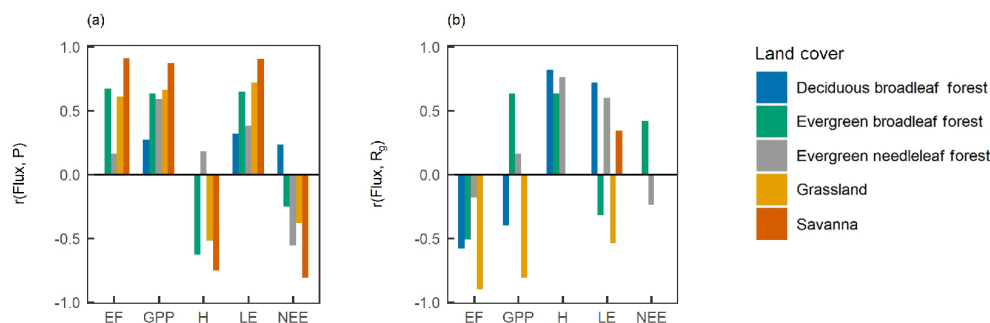 (a)
r(Flux, P)
1.0
0.5
0.0
-0.5
-1.0
EF GPP H LE NEE
(b)
r(Flux, Rg)
1.0
0.5
0.0
-0.5
-1.0
EF GPP H LE NEE
Land cover
Deciduous broadleaf forest
Evergreen broadleaf forest
Evergreen needleleaf forest
Grassland
Savanna